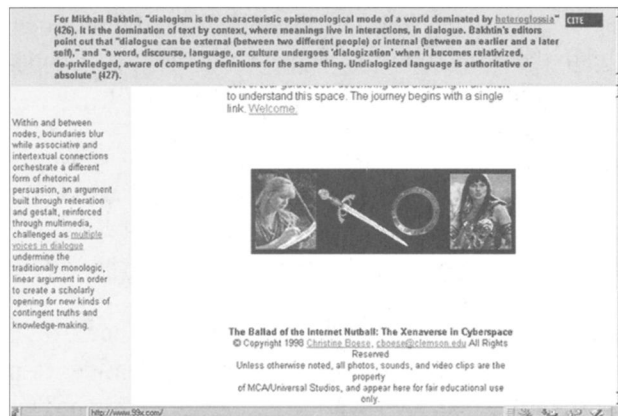 For Mikhail Bakhtin, "dialogism is the characteristic epistemological mode of a world dominated by heteroglossia"
CITE
(426). It is the domination of text by context, where meanings live in interactions, in dialogue. Bakhtin's editors
point out that "dialogue can be external (between two different people) or internal (between an earlier and a later
self)," and "a word, discourse, language, or culture undergoes 'dialogization' when it becomes relativized,
de-priviledged, aware of competing definitions for the same thing. Undialogized language is authoritative or
absolute" (427).
to understand this space. The journey begins with a single
link. Welcome.
Within and between
nodes, boundaries blur
while associative and
intertextual connections
orchestrate a different
form of rhetorical
persuasion, an argument
built through reiteration
and gestalt, reinforced
through multimedia,
challenged as multiple
voices in dialogue
undermine the
traditionally monologic,
linear argument in order
to create a scholarly
opening for new kinds of
contingent truths and
knowledge-making.
The Ballad of the Internet Nutball: The Xenaverse in Cyberspace
© Copyright 1998 Christine Boese, cboese@clemson.edu All Rights
Reserved
Unless otherwise noted, all photos, sounds, and video clips are the
property
of MCA/Universal Studios, and appear here for fair educational use
only.
http://www.99x.com/